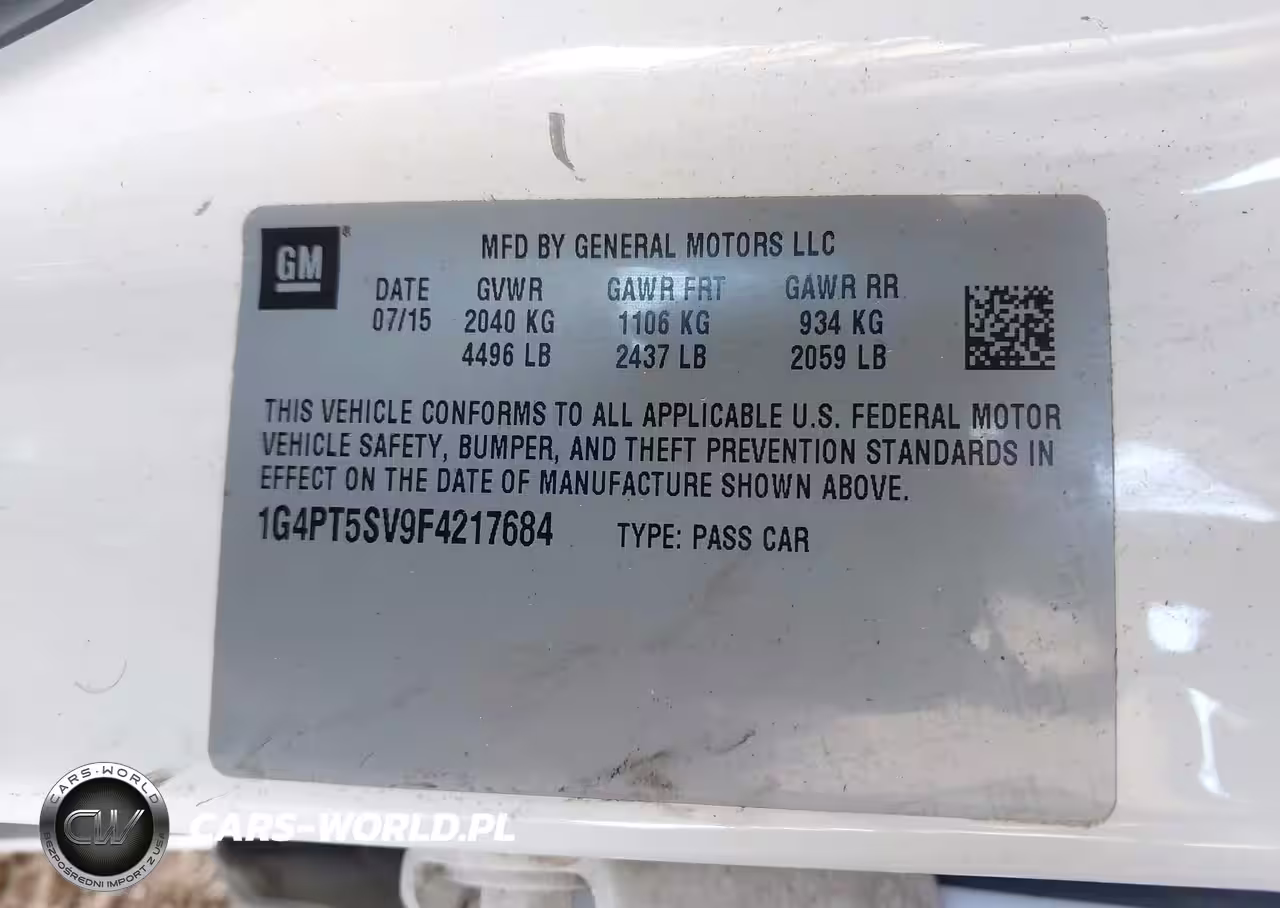 GM®
MFD BY GENERAL MOTORS LLC
DATE GVWR GAWR FRT GAWR RR
07/15 2040 KG 1106 KG 934 KG
4496 LB 2437 LB 2059 LB
THIS VEHICLE CONFORMS TO ALL APPLICABLE U.S. FEDERAL MOTOR
VEHICLE SAFETY, BUMPER, AND THEFT PREVENTION STANDARDS IN
EFFECT ON THE DATE OF MANUFACTURE SHOWN ABOVE.
1G4PT5SV9F4217684 TYPE: PASS CAR
CARS-WORLD
CW
BEZPOŚREDNI IMPORT Z USA
CARS-WORLD.PL